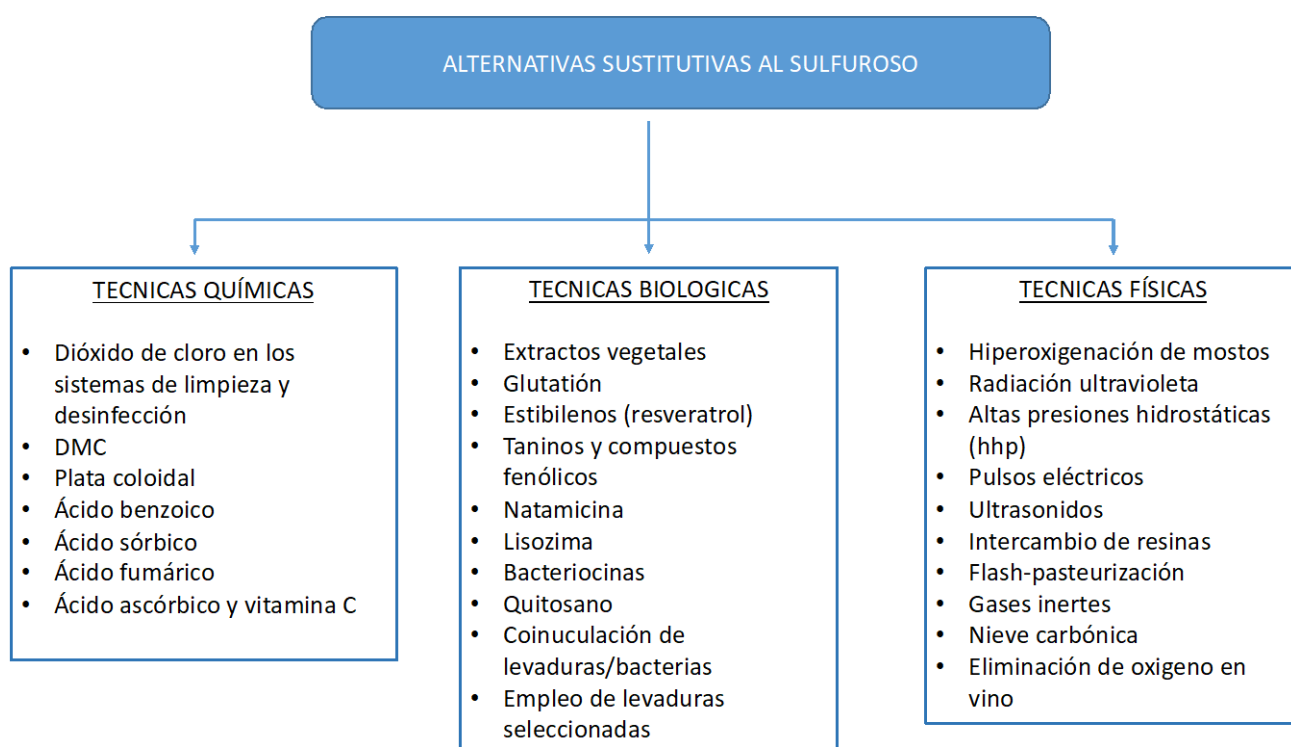 ALTERNATIVAS SUSTITUTIVAS AL SULFUROSO
TECNICAS QUÍMICAS
• Dióxido de cloro en los
sistemas de limpieza y
desinfección
• DMC
• Plata coloidal
• Ácido benzoico
• Ácido sórbico
• Ácido fumárico
• Ácido ascórbico y vitamina C
TECNICAS BIOLOGICAS
• Extractos vegetales
• Glutatión
• Estibilenos (resveratrol)
• Taninos y compuestos
fenólicos
• Natamicina
• Lisozima
• Bacteriocinas
• Quitosano
• Coinuculación de
levaduras/bacterias
• Empleo de levaduras
seleccionadas
TECNICAS FÍSICAS
• Hiperoxigenación de mostos
• Radiación ultravioleta
• Altas presiones hidrostáticas
(hhp)
• Pulsos eléctricos
• Ultrasonidos
• Intercambio de resinas
• Flash-pasteurización
• Gases inertes
• Nieve carbónica
• Eliminación de oxigeno en
vino